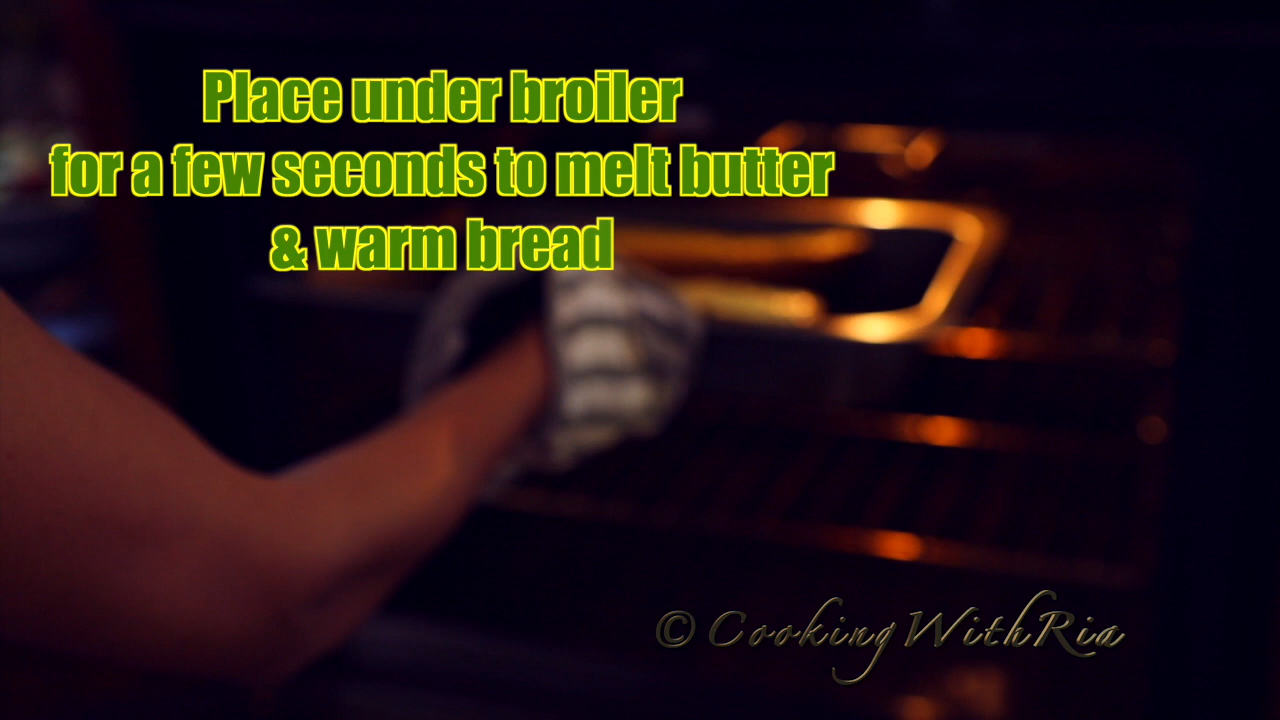 Place under broiler
for a few seconds to melt butter
& warm bread
© CookingWithRia